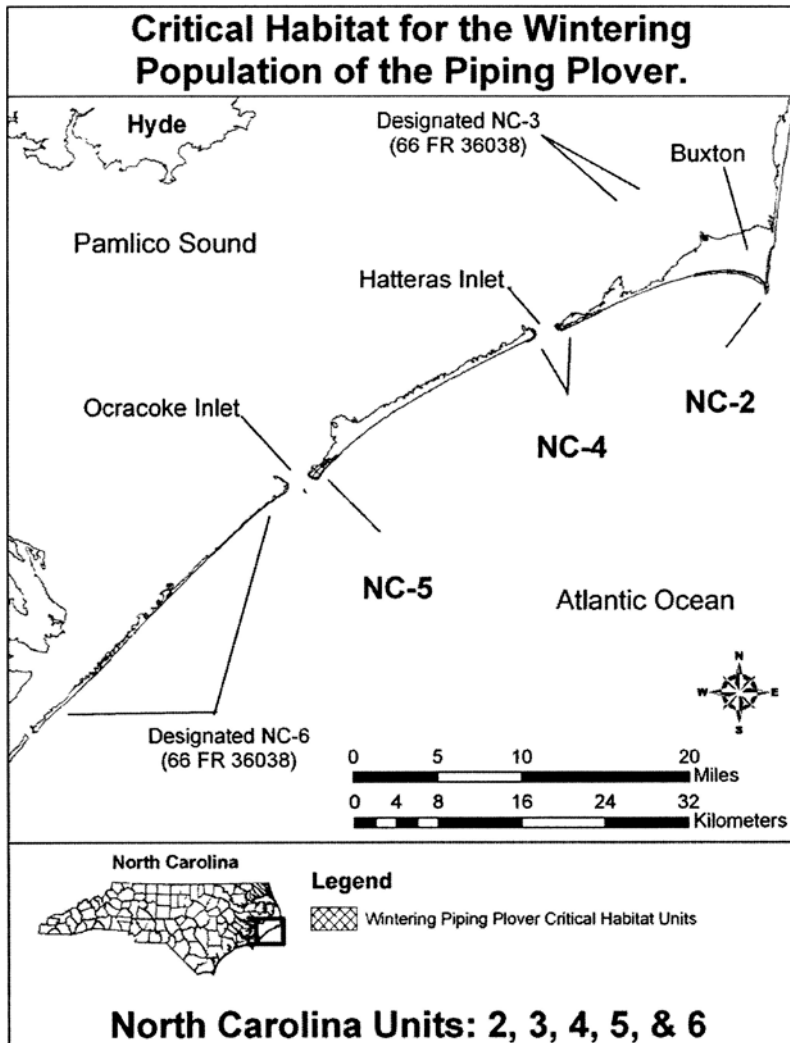 Critical Habitat for the Wintering
Population of the Piping Plover.
Hyde
Designated NC-3
(66 FR 36038)
Buxton
Pamlico Sound
Hatteras Inlet
NC-2
Ocracoke Inlet
NC-4
NC-5
Atlantic Ocean
N
W E
S
Designated NC-6
(66 FR 36038)
0 5 10 20
Miles
0 4 8 16 24 32
Kilometers
North Carolina
Legend
Wintering Piping Plover Critical Habitat Units
North Carolina Units: 2, 3, 4, 5, & 6